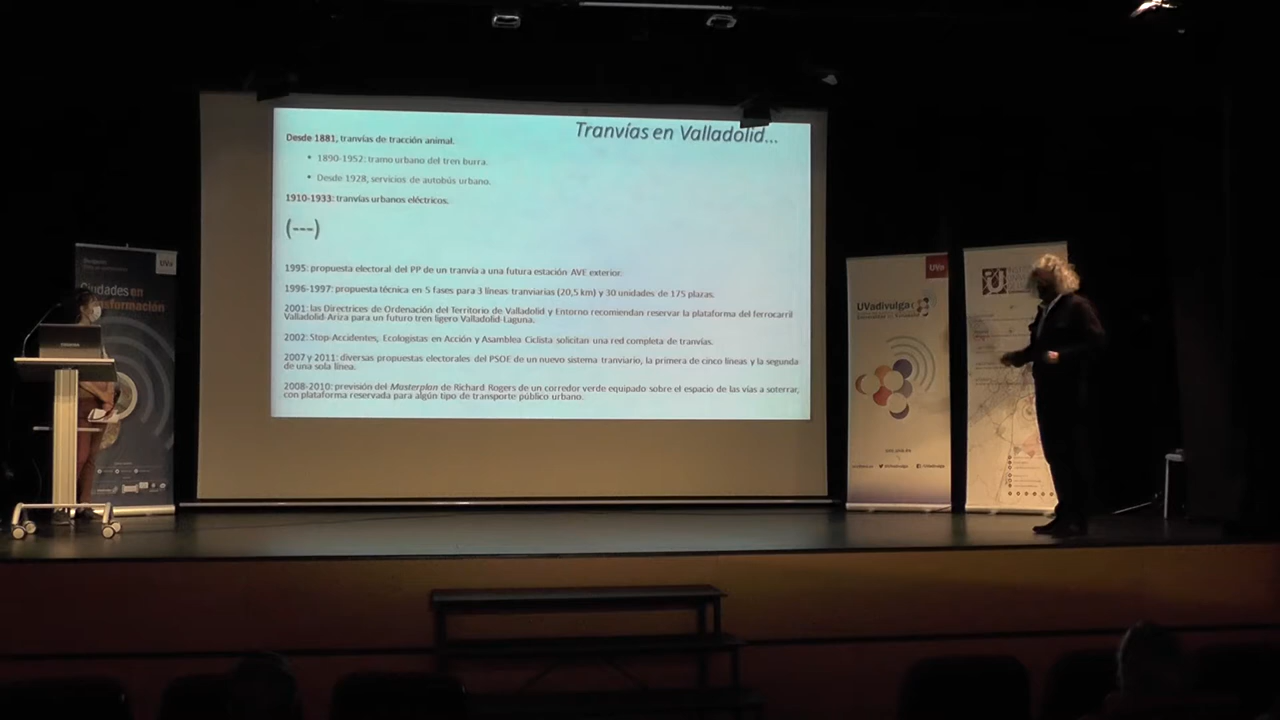 Tranvías en Valladolid...
Desde 1881, tranvías de tracción animal.
• 1890-1952: tramo urbano del tren burra.
• Desde 1928, servicios de autobús urbano.
1910-1933: tranvías urbanos eléctricos.
(---)
1995: propuesta electoral del PP de un tranvía a una futura estación AVE exterior.
1996-1997: propuesta técnica en 5 fases para 3 líneas tranviarias (20,5 km) y 30 unidades de 175 plazas.
2001: las Directrices de Ordenación del Territorio de Valladolid y Entorno recomiendan reservar la plataforma del ferrocarril
Valladolid-Ariza para un futuro tren ligero Valladolid-Laguna.
2002: Stop-Accidentes, Ecologistas en Acción y Asamblea Ciclista solicitan una red completa de tranvías.
2007 y 2011: diversas propuestas electorales del PSOE de un nuevo sistema tranviario, la primera de cinco líneas y la segunda
de una sola línea.
2008-2010: previsión del Masterplan de Richard Rogers de un corredor verde equipado sobre el espacio de las vías a soterrar,
con plataforma reservada para algún tipo de transporte público urbano.
UVa
Ciudades en
UVa
UVadivulga